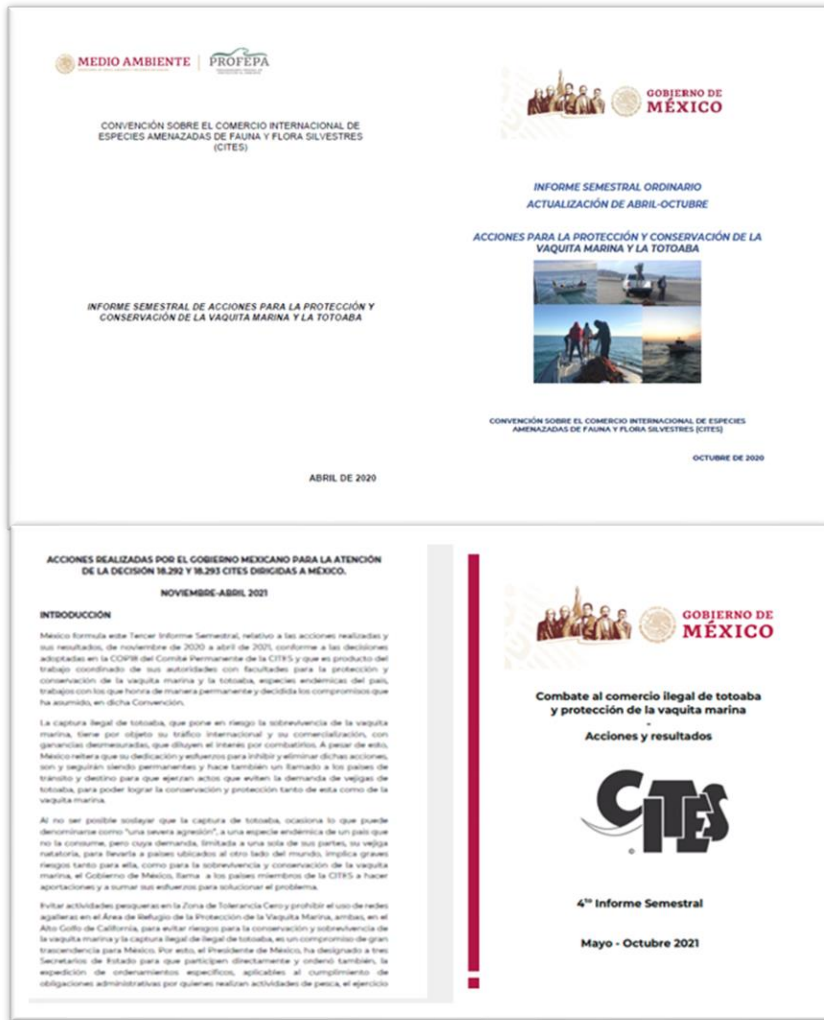 MEDIO AMBIENTE
PROFEPA
CONVENCIÓN SOBRE EL COMERCIO INTERNACIONAL DE
ESPECIES AMENAZADAS DE FAUNA Y FLORA SILVESTRES
(CITES)
INFORME SEMESTRAL DE ACCIONES PARA LA PROTECCIÓN Y
CONSERVACIÓN DE LA VAQUITA MARINA Y LA TOTOABA
ABRIL DE 2020
GOBIERNO DE
MÉXICO
INFORME SEMESTRAL ORDINARIO
ACTUALIZACIÓN DE ABRIL-OCTUBRE
ACCIONES PARA LA PROTECCIÓN Y CONSERVACIÓN DE LA
VAQUITA MARINA Y LA TOTOABA
CONVENCIÓN SOBRE EL COMERCIO INTERNACIONAL DE ESPECIES
AMENAZADAS DE FAUNA Y FLORA SILVESTRES (CITES)
OCTUBRE DE 2020
ACCIONES REALIZADAS POR EL GOBIERNO MEXICANO PARA LA ATENCIÓN
DE LA DECISIÓN 18.292 Y 18.293 CITES DIRIGIDAS A MÉXICO.
NOVIEMBRE-ABRIL 2021
INTRODUCCIÓN
México formula este Tercer Informe Semestral, relativo a las acciones realizadas y
sus resultados, de noviembre de 2020 a abril de 2021, conforme a las decisiones
adoptadas en la COP18 del Comité Permanente de la CITES y que es producto del
trabajo coordinado de sus autoridades con facultades para la protección y
conservación de la vaquita marina y la totoaba, especies endémicas del país,
trabajos con los que honra de manera permanente y decidida los compromisos que
ha asumido, en dicha Convención.
La captura ilegal de totoaba, que pone en riesgo la sobrevivencia de la vaquita
marina, tiene por objeto su tráfico internacional y su comercialización, con
ganancias desmesuradas, que diluyen el interés por combatirlos. A pesar de esto,
México reitera que su dedicación y esfuerzos para inhibir y eliminar dichas acciones,
son y seguirán siendo permanentes y hace también un llamado a los países de
tránsito y destino para que ejerzan actos que eviten la demanda de vejigas de
totoaba, para poder lograr la conservación y protección tanto de esta como de la
vaquita marina.
Al no ser posible soslayar que la captura de totoaba, ocasiona lo que puede
denominarse como "una severa agresión", a una especie endémica de un país que
no la consume, pero cuya demanda, limitada a una sola de sus partes, su vejiga
natatoria, para llevarla a países ubicados al otro lado del mundo, implica graves
riesgos tanto para ella, como para la sobrevivencia y conservación de la vaquita
marina, el Gobierno de México, llama a los países miembros de la CITES a hacer
aportaciones y a sumar sus esfuerzos para solucionar el problema.
Evitar actividades pesqueras en la Zona de Tolerancia Cero y prohibir el uso de redes
agalleras en el Área de Refugio de la Protección de la Vaquita Marina, ambas, en el
Alto Golfo de California, para evitar riesgos para la conservación y sobrevivencia de
la vaquita marina y la captura ilegal de ilegal de totoaba, es un compromiso de gran
trascendencia para México. Por esto, el Presidente de México, ha designado a tres
Secretarios de Estado para que participen directamente y ordenó también, la
expedición de ordenamientos específicos, aplicables al cumplimiento de
obligaciones administrativas por quienes realizan actividades de pesca, el ejercicio
GOBIERNO DE
MÉXICO
Combate al comercio ilegal de totoaba
y protección de la vaquita marina
-
Acciones y resultados
CITES
©
4to Informe Semestral
Mayo - Octubre 2021